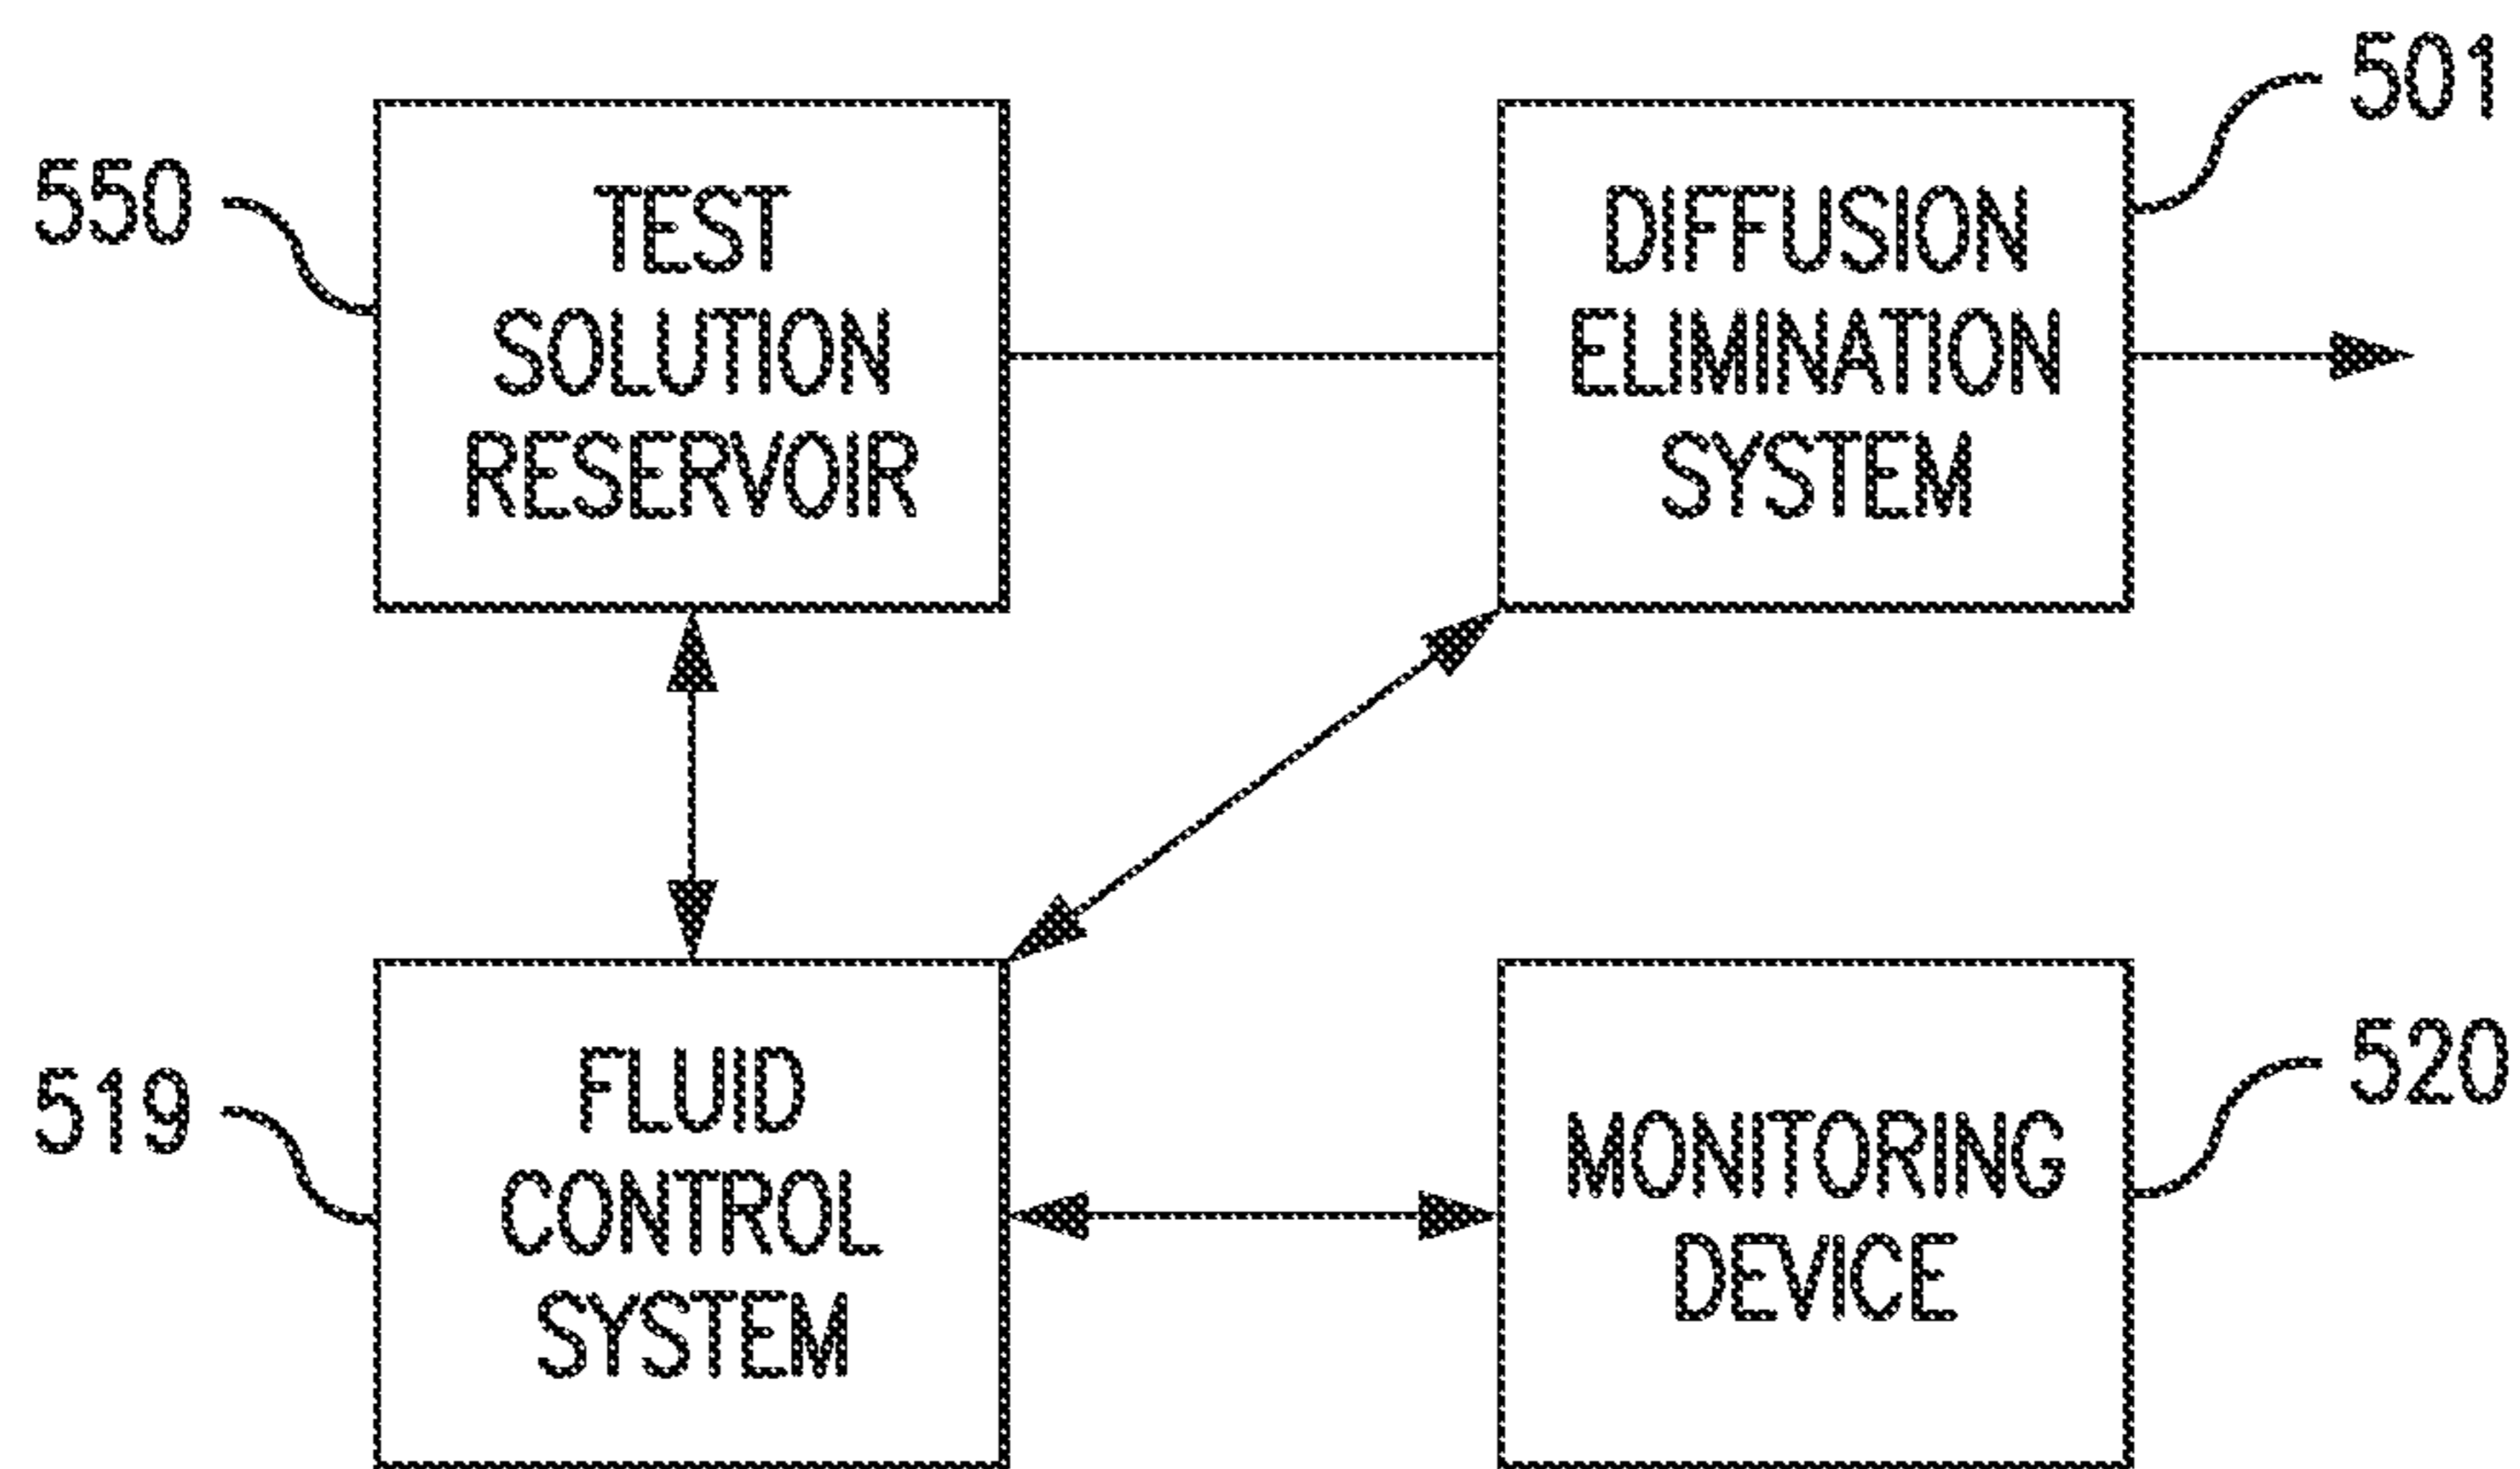 550
TEST
SOLUTION
RESERVOIR
DIFFUSION
ELIMINATION
SYSTEM
501
519
FLUID
CONTROL
SYSTEM
MONITORING
DEVICE
520